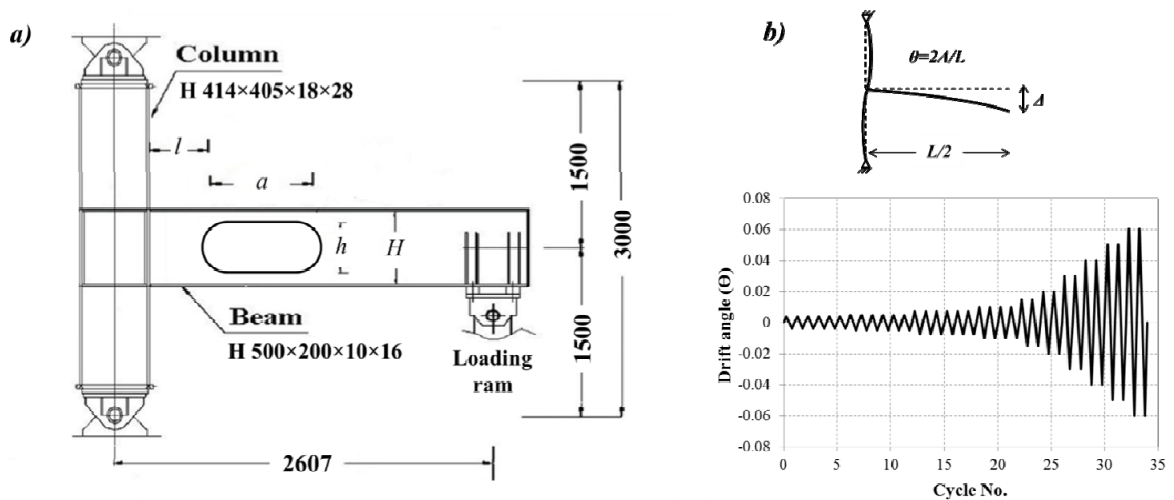 a)
Column
H 414×405×18×28
l
a
h
H
Beam
H 500×200×10×16
Loading
ram
1500
1500
3000
2607
b)
θ=2Δ/L
Δ
L/2
Drift angle (Θ)
0.08
0.06
0.04
0.02
0
-0.02
-0.04
-0.06
-0.08
0 5 10 15 20 25 30 35
Cycle No.